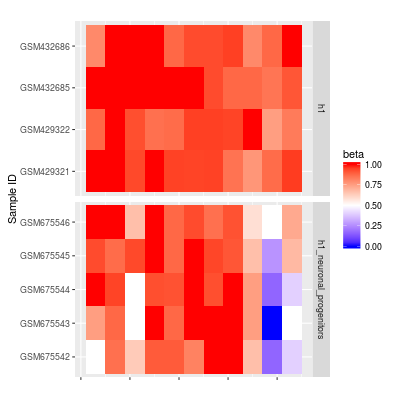 GSM432686
GSM432685
GSM429322
GSM429321
h1
GSM675546
GSM675545
GSM675544
GSM675543
GSM675542
h1_neuronal_progenitors
Sample ID
beta
1.00
0.75
0.50
0.25
0.00